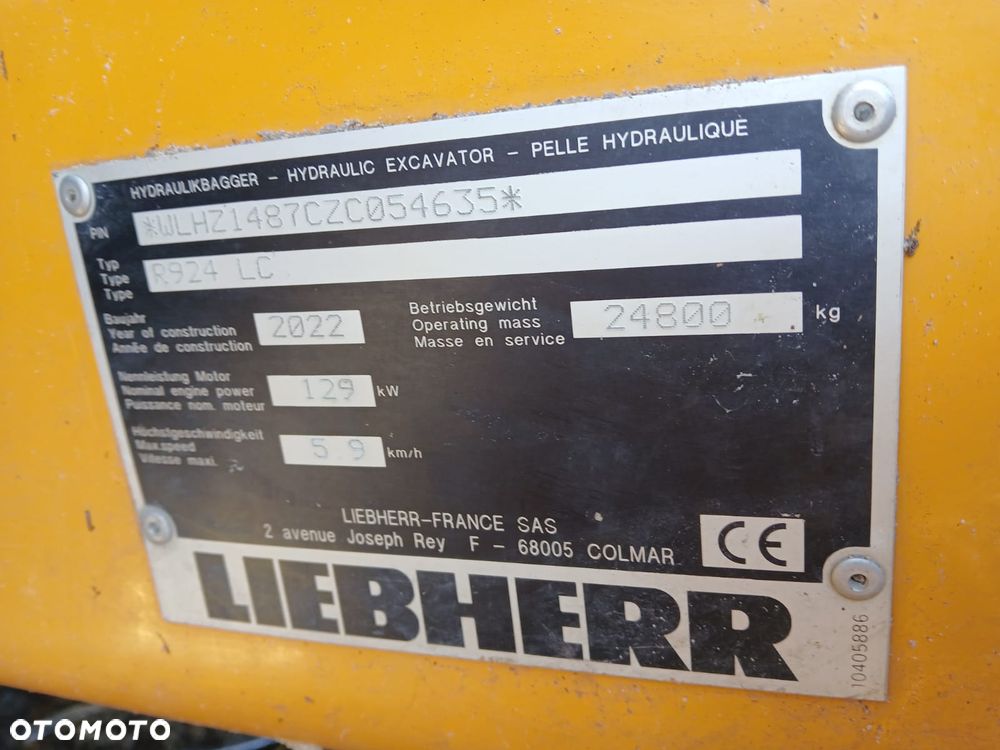 HYDRAULIKBAGGER - HYDRAULIC EXCAVATOR - PELLE HYDRAULIQUE
PIN *WLHZ1487CZC054635*
Typ
Type R924 LC
Type
Baujahr
Year of construction 2022
Année de construction
Betriebsgewicht
Operating mass 24800 kg
Masse en service
Nennleistung Motor
Nominal engine power 129 kW
Puissance nom. moteur
Höchstgeschwindigkeit
Max.speed 5.9 km/h
Vitesse maxi.
LIEBHERR-FRANCE SAS
2 avenue Joseph Rey F - 68005 COLMAR
CE
LIEBHERR
10405886
OTOMOTO